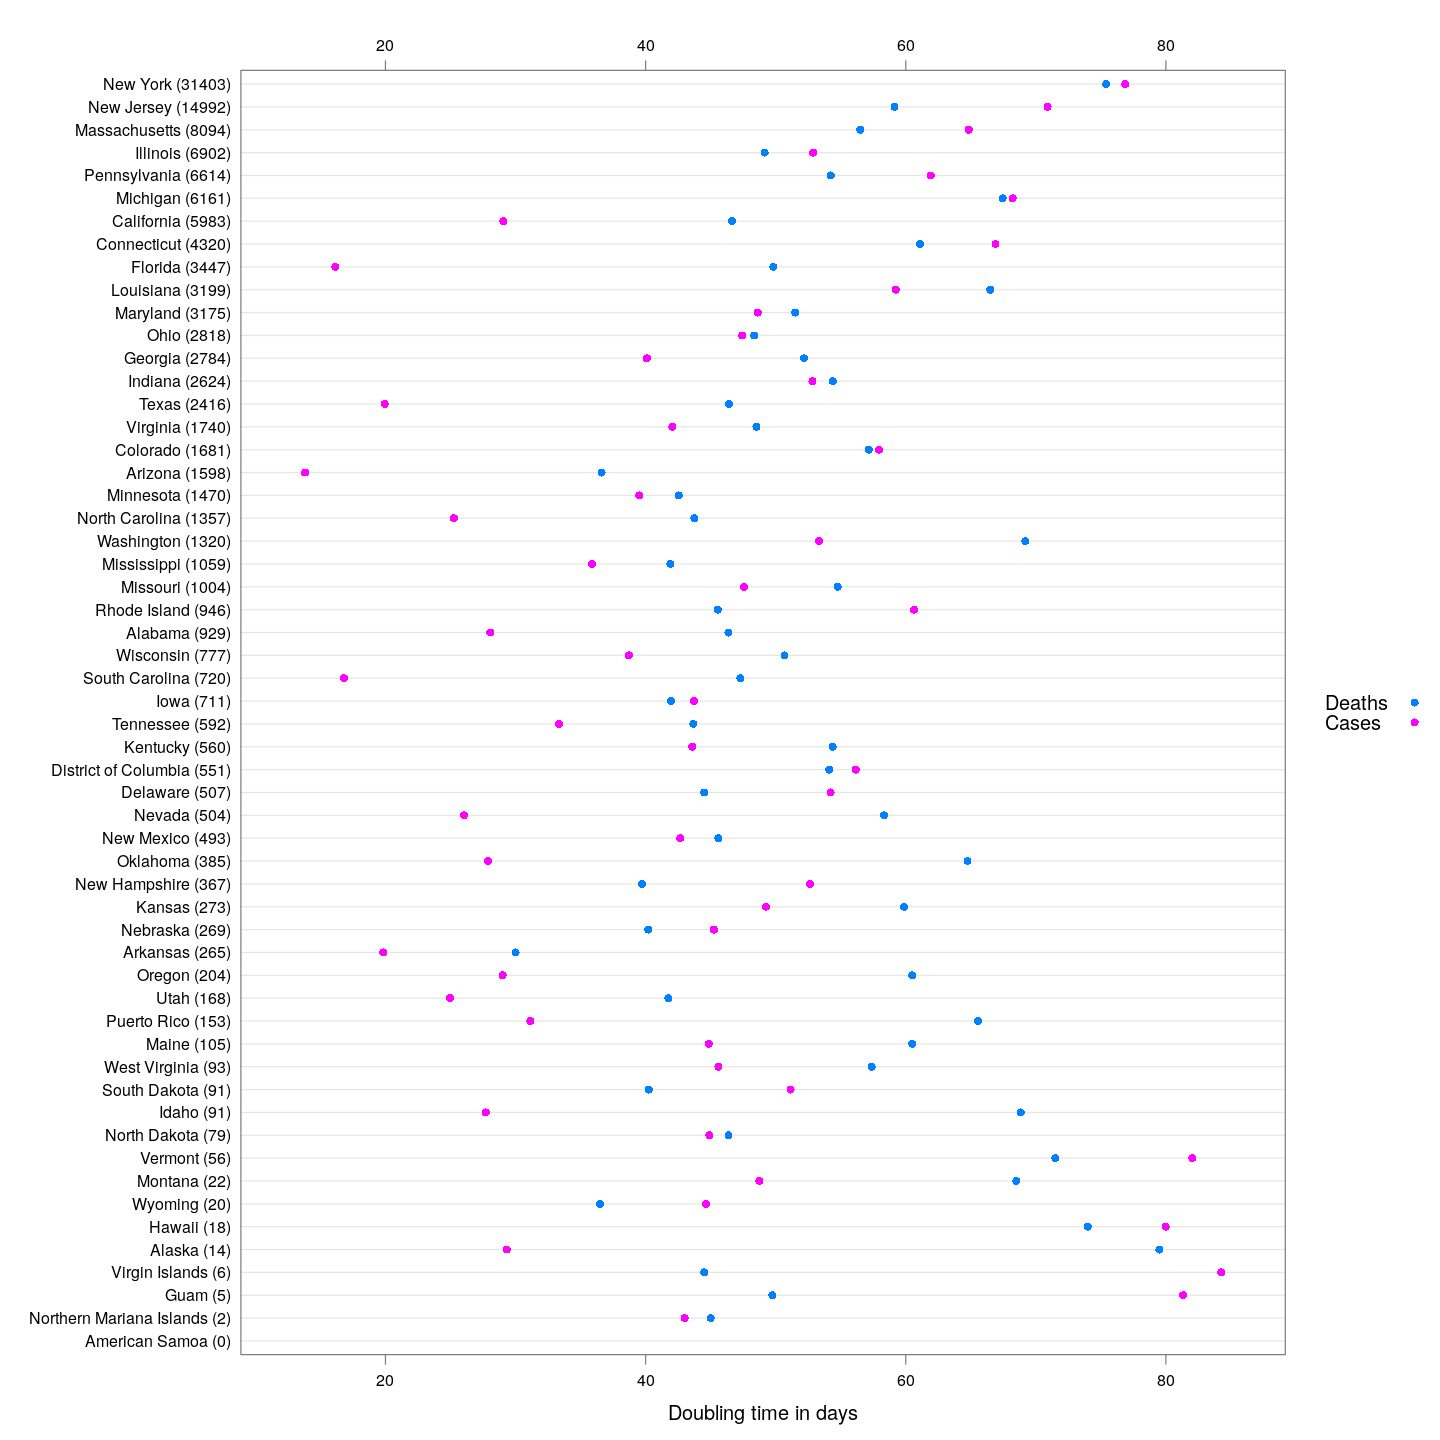 20 40 60 80
New York (31403)
New Jersey (14992)
Massachusetts (8094)
Illinois (6902)
Pennsylvania (6614)
Michigan (6161)
California (5983)
Connecticut (4320)
Florida (3447)
Louisiana (3199)
Maryland (3175)
Ohio (2818)
Georgia (2784)
Indiana (2624)
Texas (2416)
Virginia (1740)
Colorado (1681)
Arizona (1598)
Minnesota (1470)
North Carolina (1357)
Washington (1320)
Mississippi (1059)
Missouri (1004)
Rhode Island (946)
Alabama (929)
Wisconsin (777)
South Carolina (720)
Iowa (711)
Tennessee (592)
Kentucky (560)
District of Columbia (551)
Delaware (507)
Nevada (504)
New Mexico (493)
Oklahoma (385)
New Hampshire (367)
Kansas (273)
Nebraska (269)
Arkansas (265)
Oregon (204)
Utah (168)
Puerto Rico (153)
Maine (105)
West Virginia (93)
South Dakota (91)
Idaho (91)
North Dakota (79)
Vermont (56)
Montana (22)
Wyoming (20)
Hawaii (18)
Alaska (14)
Virgin Islands (6)
Guam (5)
Northern Mariana Islands (2)
American Samoa (0)
20 40 60 80
Doubling time in days
Deaths
Cases